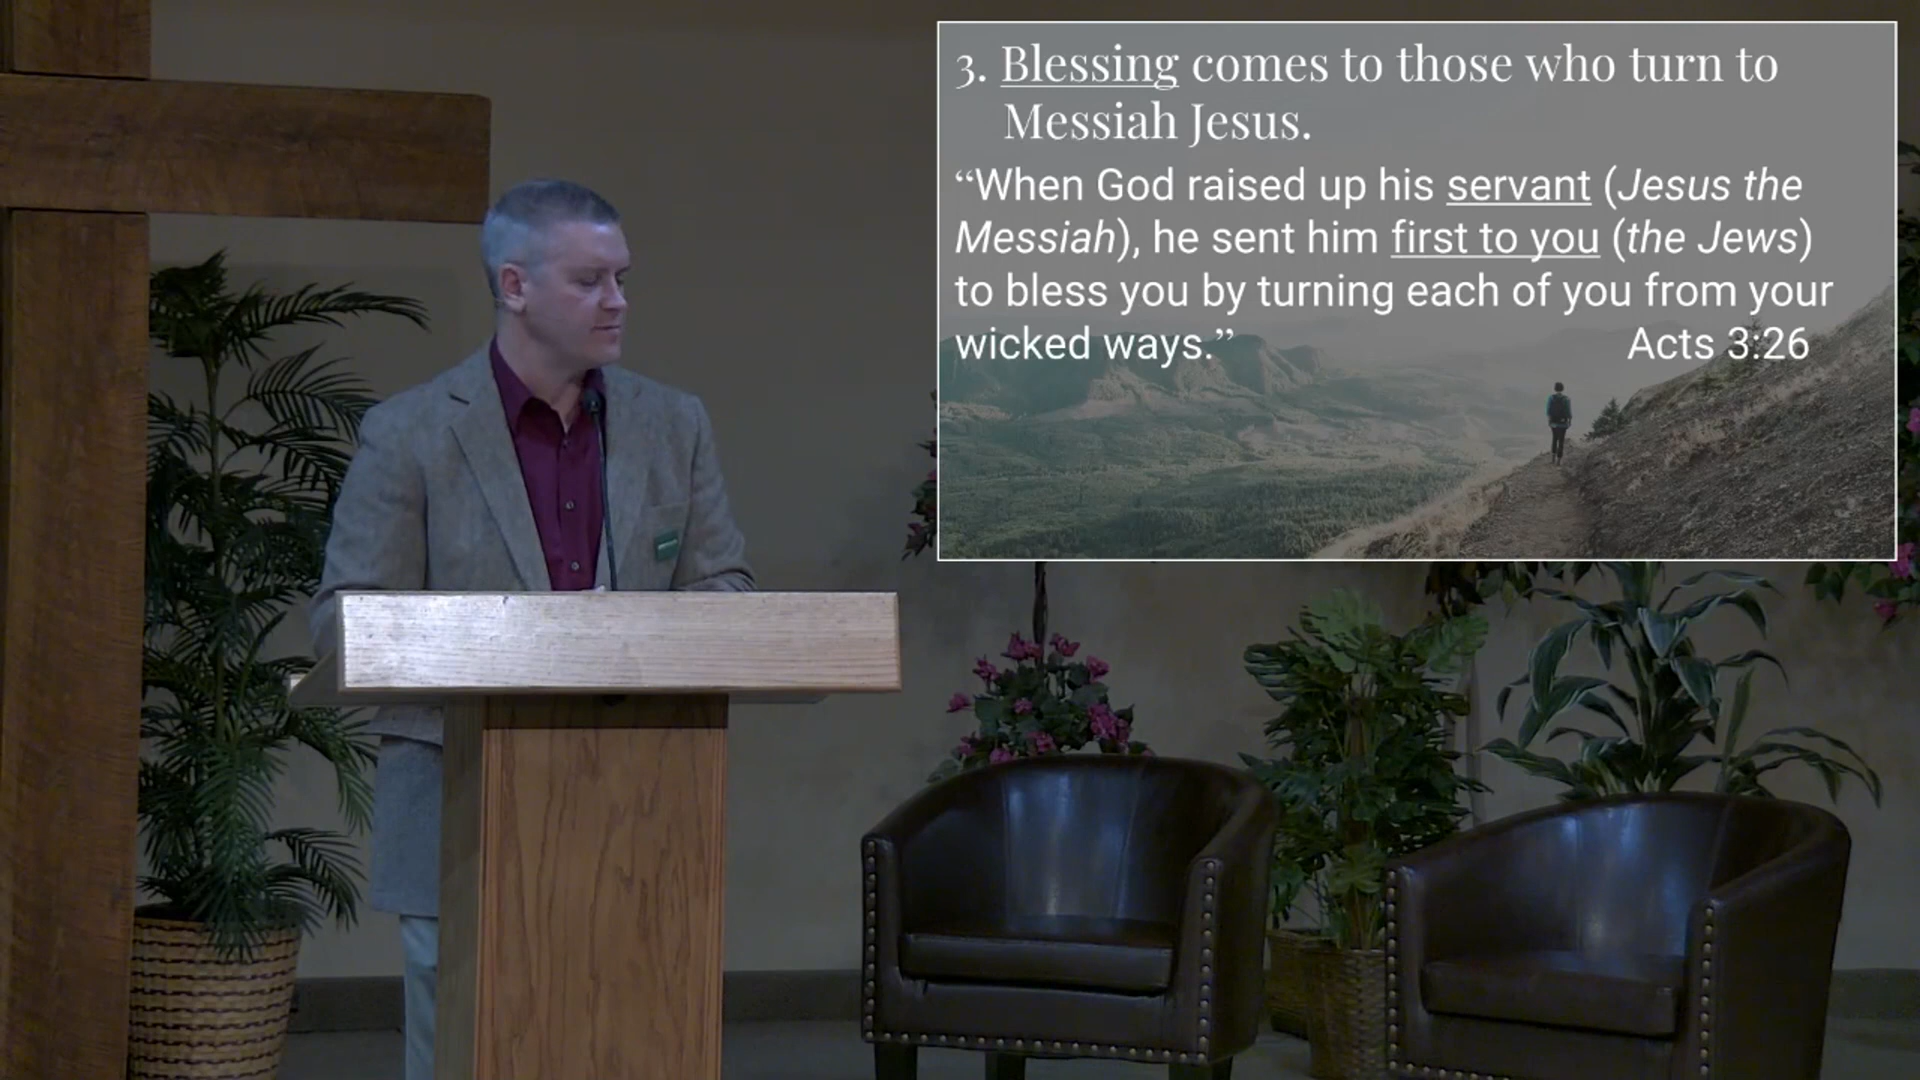 3. Blessing comes to those who turn to
Messiah Jesus.
“When God raised up his servant (Jesus the
Messiah), he sent him first to you (the Jews)
to bless you by turning each of you from your
wicked ways.” Acts 3:26